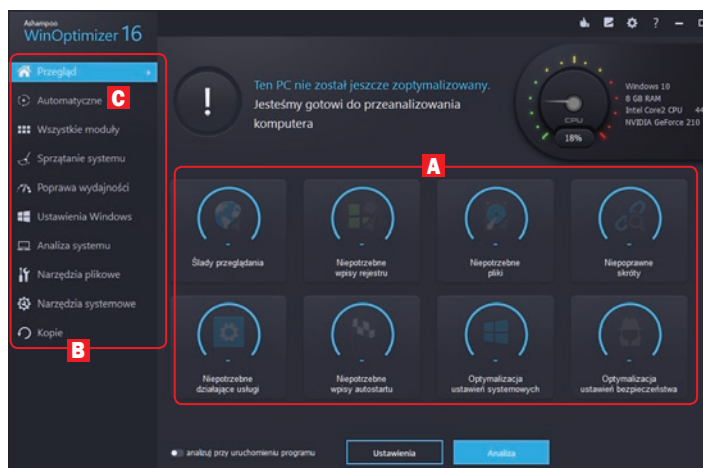 Ashampoo
WinOptimizer 16
?
Przegląd
C
Automatyczne
Wszystkie moduły
Sprzątanie systemu
Poprawa wydajności
Ustawienia Windows
Analiza systemu
Narzędzia plikowe
Narzędzia systemowe
Kopie
B
Ten PC nie został jeszcze zoptymalizowany.
Jesteśmy gotowi do przeanalizowania
komputera
CPU
18%
Windows 10
8 GB RAM
Intel Core2 CPU 44
NVIDIA GeForce 210
A
Ślady przeglądania
Niepotrzebne
wpisy rejestru
Niepotrzebne
pliki
Niepoprawne
skróty
Niepotrzebne
działające usługi
Niepotrzebne
wpisy autostartu
Optymalizacja
ustawień systemowych
Optymalizacja
ustawień bezpieczeństwa
analizuj przy uruchomieniu programu
Ustawienia
Analiza